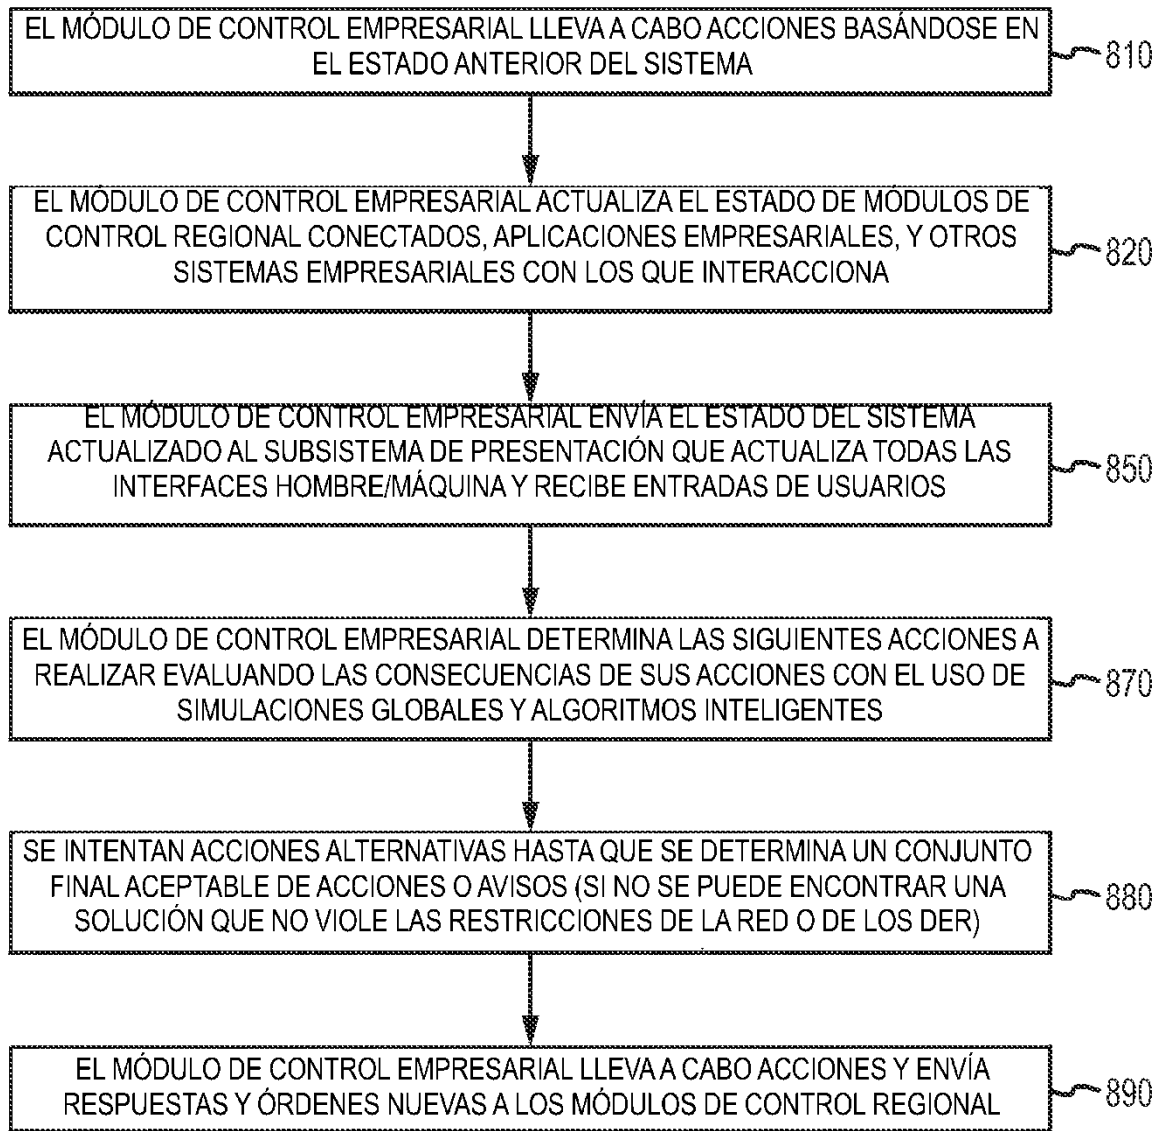 EL MÓDULO DE CONTROL EMPRESARIAL LLEVA A CABO ACCIONES BASÁNDOSE EN
EL ESTADO ANTERIOR DEL SISTEMA
810
EL MÓDULO DE CONTROL EMPRESARIAL ACTUALIZA EL ESTADO DE MÓDULOS DE
CONTROL REGIONAL CONECTADOS, APLICACIONES EMPRESARIALES, Y OTROS
SISTEMAS EMPRESARIALES CON LOS QUE INTERACCIONA
820
EL MÓDULO DE CONTROL EMPRESARIAL ENVÍA EL ESTADO DEL SISTEMA
ACTUALIZADO AL SUBSISTEMA DE PRESENTACIÓN QUE ACTUALIZA TODAS LAS
INTERFACES HOMBRE/MÁQUINA Y RECIBE ENTRADAS DE USUARIOS
850
EL MÓDULO DE CONTROL EMPRESARIAL DETERMINA LAS SIGUIENTES ACCIONES A
REALIZAR EVALUANDO LAS CONSECUENCIAS DE SUS ACCIONES CON EL USO DE
SIMULACIONES GLOBALES Y ALGORITMOS INTELIGENTES
870
SE INTENTAN ACCIONES ALTERNATIVAS HASTA QUE SE DETERMINA UN CONJUNTO
FINAL ACEPTABLE DE ACCIONES O AVISOS (SI NO SE PUEDE ENCONTRAR UNA
SOLUCIÓN QUE NO VIOLE LAS RESTRICCIONES DE LA RED O DE LOS DER)
880
EL MÓDULO DE CONTROL EMPRESARIAL LLEVA A CABO ACCIONES Y ENVÍA
RESPUESTAS Y ÓRDENES NUEVAS A LOS MÓDULOS DE CONTROL REGIONAL
890